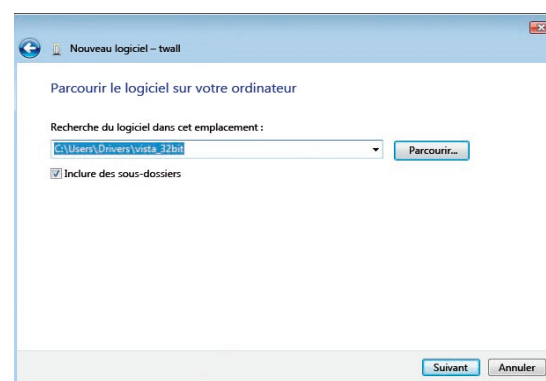 Nouveau logiciel – twall
Parcourir le logiciel sur votre ordinateur
Recherche du logiciel dans cet emplacement :
C:\Users\Drivers\vista_32bit
Parcourir...
Inclure des sous-dossiers
Suivant
Annuler